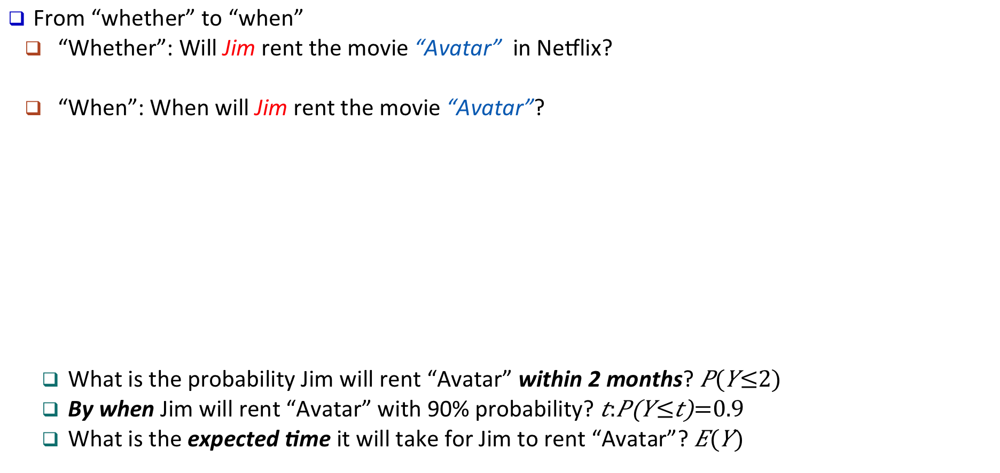 From “whether” to “when”
“Whether”: Will Jim rent the movie “Avatar” in Netflix?
“When”: When will Jim rent the movie “Avatar”?
What is the probability Jim will rent “Avatar” within 2 months? P(Y≤2)
By when Jim will rent “Avatar” with 90% probability? t:P(Y≤t)=0.9
What is the expected time it will take for Jim to rent “Avatar”? E(Y)